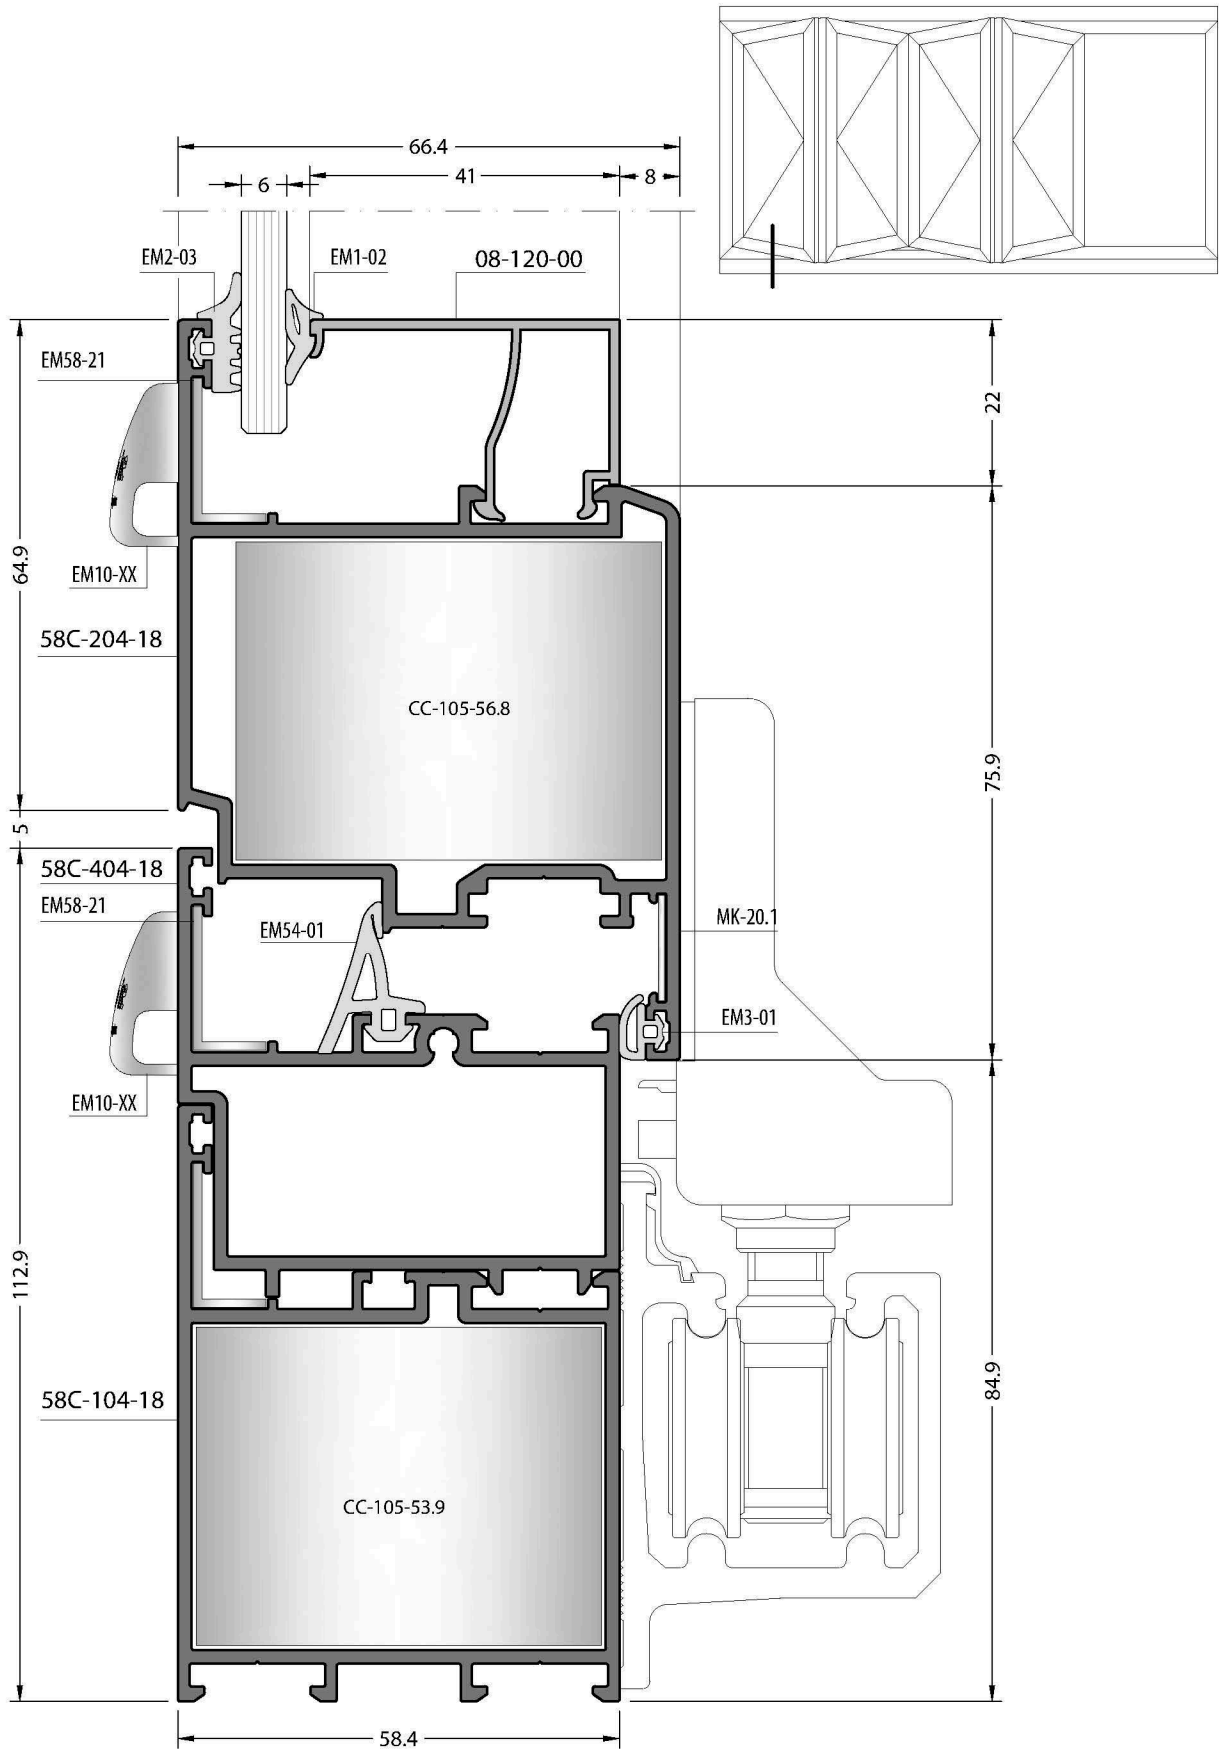 66.4
6
41
8
EM2-03
EM1-02
08-120-00
EM58-21
22
64.9
EM10-XX
58C-204-18
CC-105-56.8
75.9
5
58C-404-18
EM58-21
EM54-01
MK-20.1
EM3-01
EM10-XX
112.9
84.9
58C-104-18
CC-105-53.9
58.4